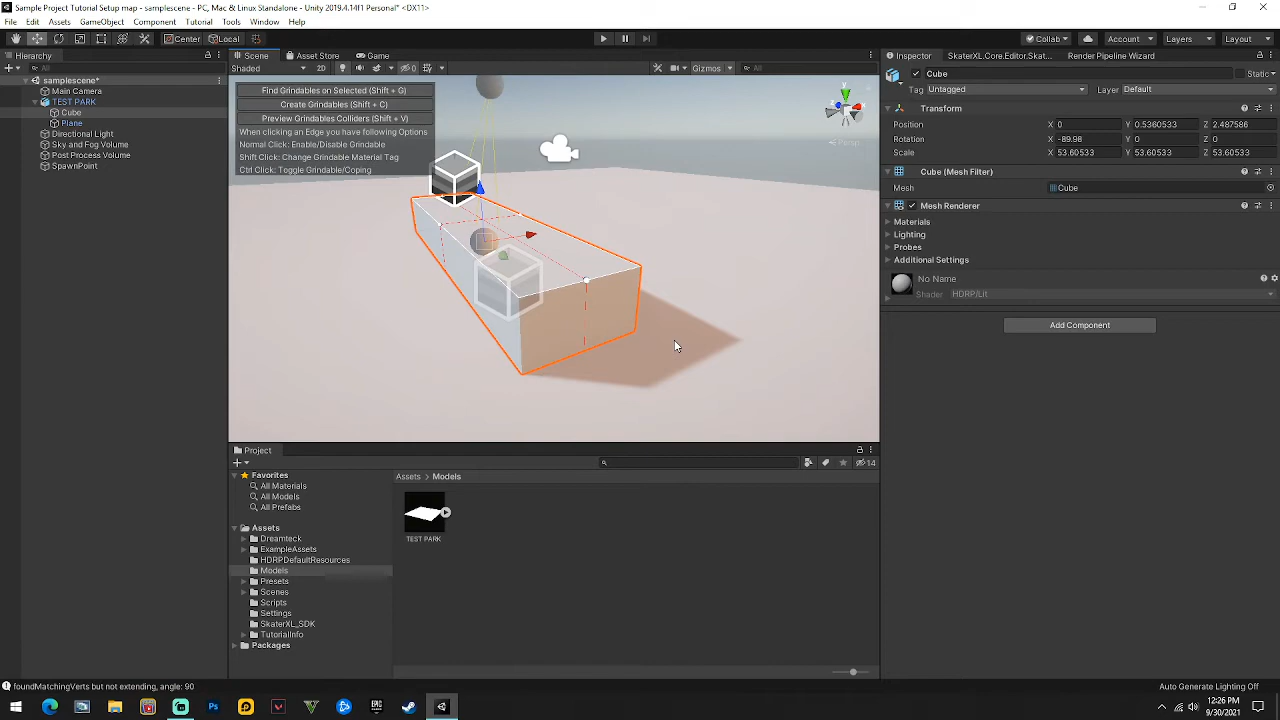 Sample Project Tutorial Setup map - samplescene - PC, Mac & Linux Standalone - Unity 2019.4.14f1 Personal* <DX11>
File Edit Assets GameObject Component Tutorial Tools Window Help
Center Local Collab Account Layers Layout
Hierarchy Scene Asset Store Game Inspector SkaterXL.Core.Editor.Skat... Render Pipeline Wizard
All Shaded 2D 0 Gizmos All Cube Static
samplescene*
Main Camera
TEST PARK
Cube
Plane
Directional Light
Sky and Fog Volume
Post Process Volume
SpawnPoint
Find Grindables on Selected (Shift + G)
Create Grindables (Shift + C)
Preview Grindables Colliders (Shift + V)
When clicking an Edge you have following Options
Normal Click: Enable/Disable Grindable
Shift Click: Change Grindable Material Tag
Ctrl Click: Toggle Grindable/Coping
y
x
Persp
Tag Untagged Layer Default
Transform
Position X 0 Y 0.5360533 Z 2.487586
Rotation X -89.98 Y 0 Z 0
Scale X 53.60533 Y 53.60533 Z 53.60533
Cube (Mesh Filter)
Mesh Cube
Mesh Renderer
Materials
Lighting
Probes
Additional Settings
No Name
Shader HDRP/Lit
Add Component
Project
14
Favorites
All Materials
All Models
All Prefabs
Assets
Dreamteck
ExampleAssets
HDRPDefaultResources
Models
Presets
Scenes
Scripts
Settings
SkaterXL_SDK
TutorialInfo
Packages
Assets > Models
TEST PARK
foundMatchingVerts but not extending, angle: 90
Auto Generate Lighting Off
Ps
EPIC
12:26 PM
9/30/2021